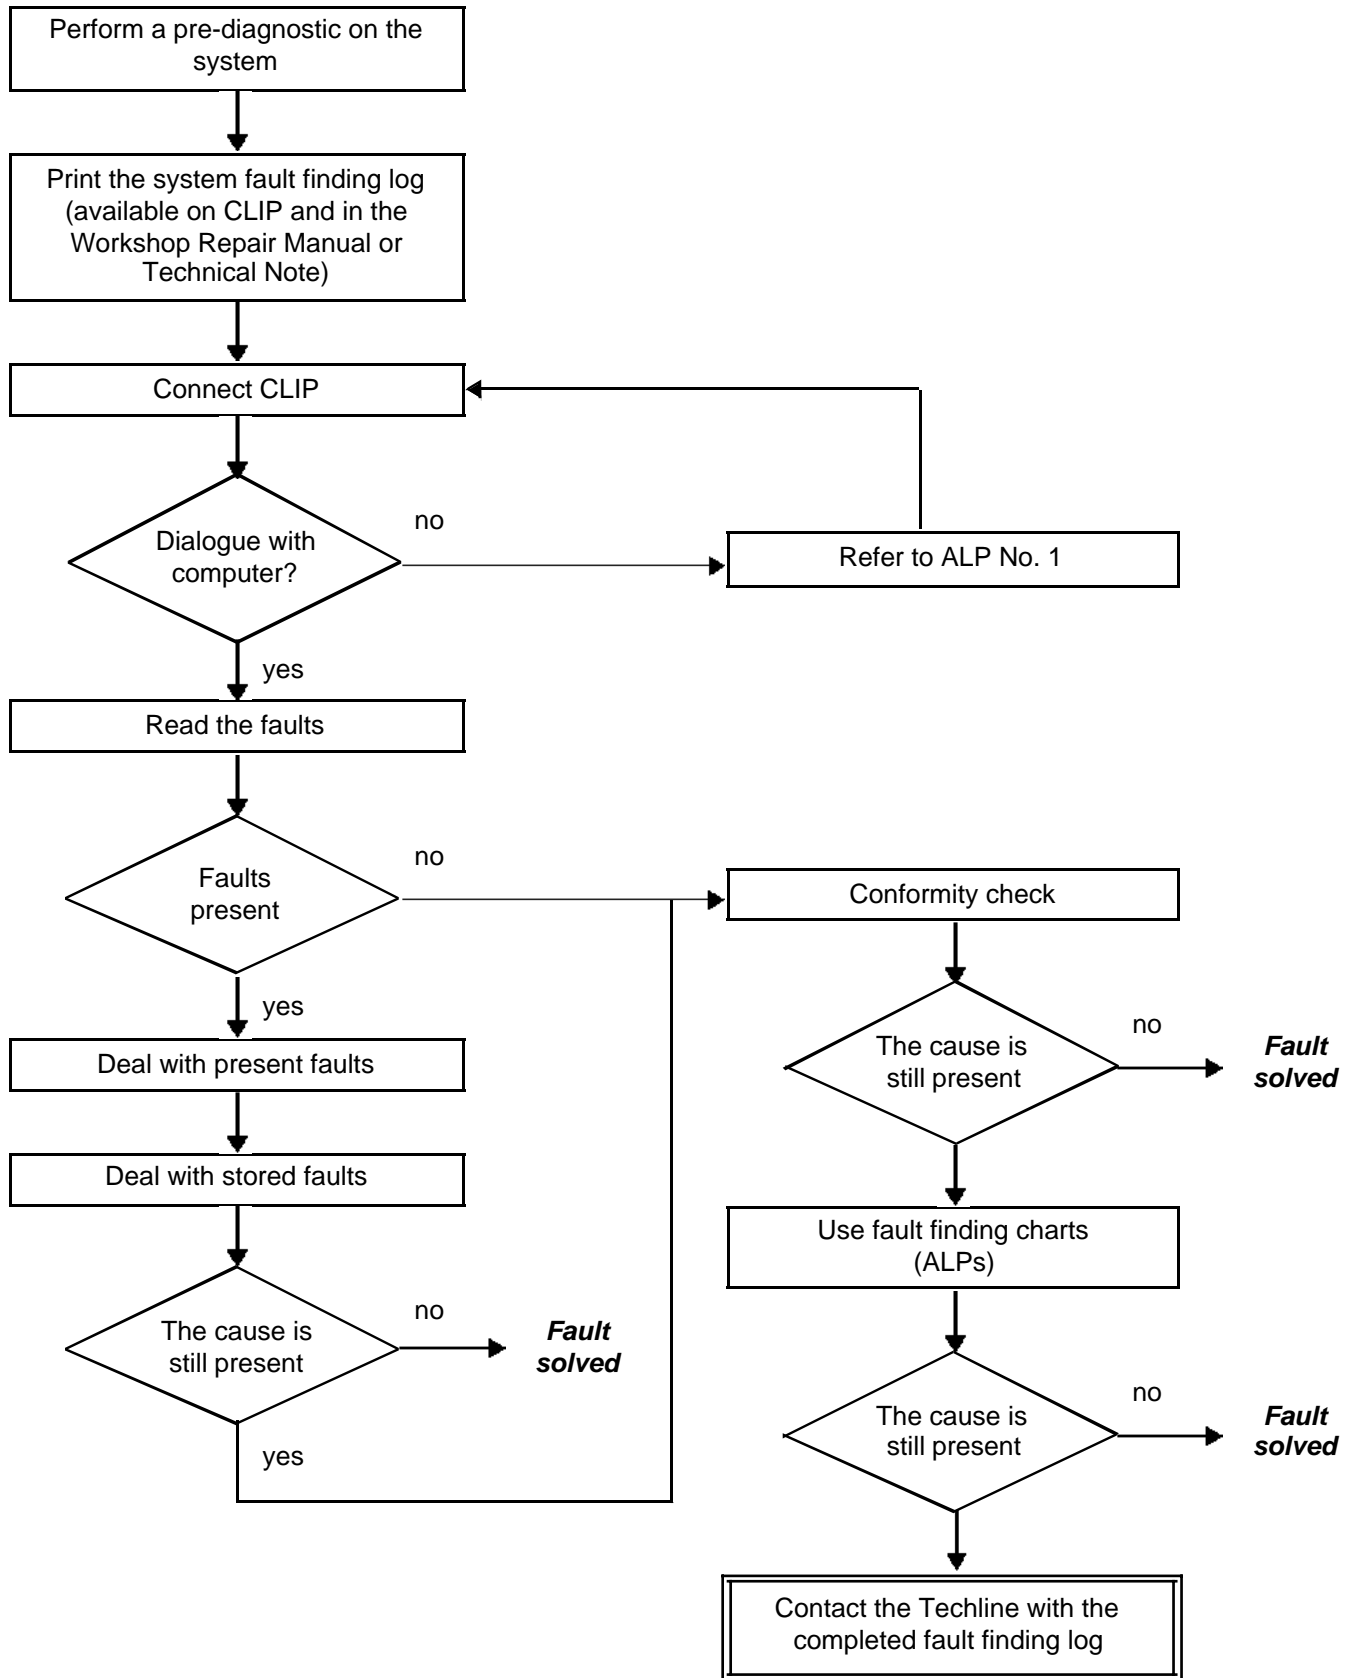 Perform a pre-diagnostic on the
system
Print the system fault finding log
(available on CLIP and in the
Workshop Repair Manual or
Technical Note)
Connect CLIP
Dialogue with
computer?
no
Refer to ALP No. 1
yes
Read the faults
Faults
present
no
Conformity check
yes
Deal with present faults
The cause is
still present
no
Fault
solved
Deal with stored faults
Use fault finding charts
(ALPs)
The cause is
still present
no
Fault
solved
yes
The cause is
still present
no
Fault
solved
Contact the Techline with the
completed fault finding log